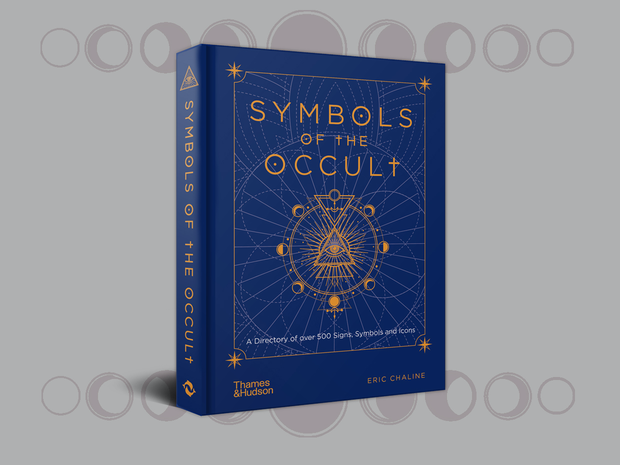 SYMBOLS OF THE OCCULT
SYMBOLS
OF THE
OCCULT
A Directory of over 500 Signs, Symbols and Icons
Thames
&Hudson
ERIC CHALINE